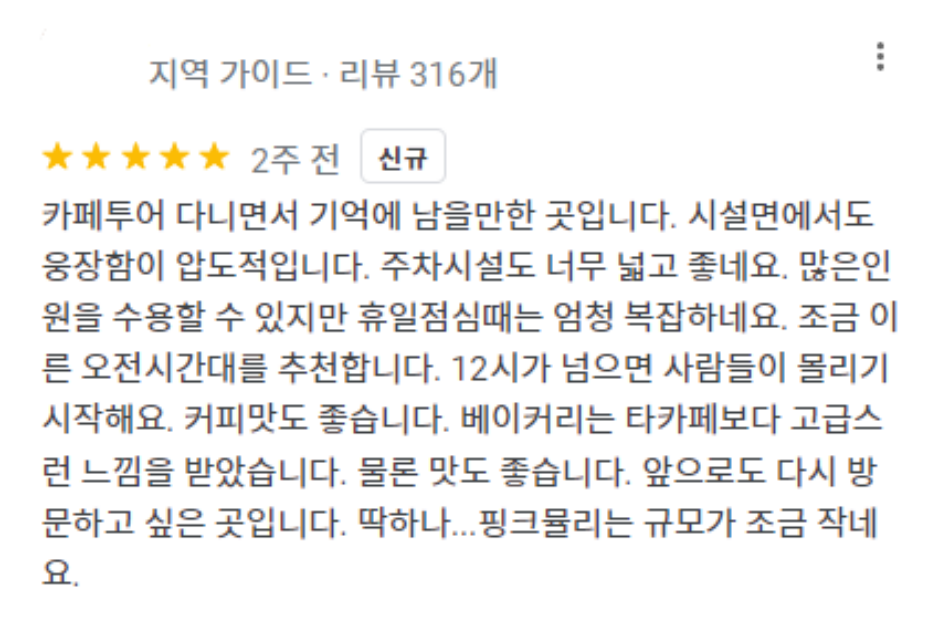 지역 가이드 · 리뷰 316개
2주 전 신규
카페투어 다니면서 기억에 남을만한 곳입니다. 시설면에서도
웅장함이 압도적입니다. 주차시설도 너무 넓고 좋네요. 많은인
원을 수용할 수 있지만 휴일점심때는 엄청 복잡하네요. 조금 이
른 오전시간대를 추천합니다. 12시가 넘으면 사람들이 몰리기
시작해요. 커피맛도 좋습니다. 베이커리는 타카페보다 고급스
런 느낌을 받았습니다. 물론 맛도 좋습니다. 앞으로도 다시 방
문하고 싶은 곳입니다. 딱하나...핑크뮬리는 규모가 조금 작네
요.